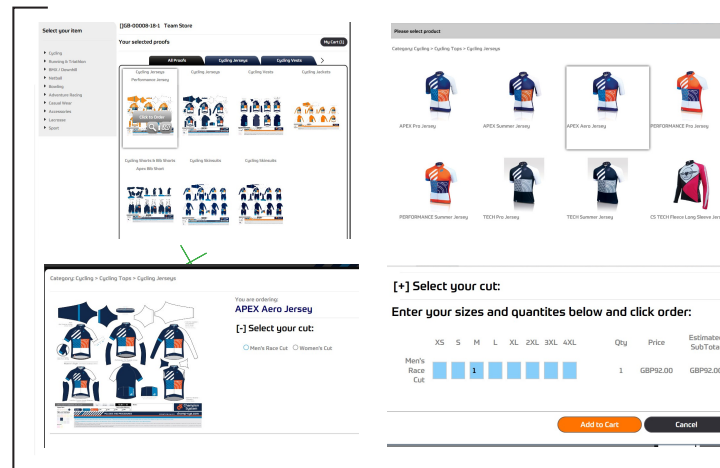 Select your item
[]GB-00008-18-1 Team Store
Your selected proofs
My Cart (1)
Cycling
Running & Triathlon
BMX / Downhill
Netball
Bowling
Adventure Racing
Casual Wear
Accessories
Lacrosse
Sport
All Proofs
Cycling Jerseys
Cycling Vests
Cycling Jerseys
Performance Jersey
Cycling Jerseys
Cycling Vests
Cycling Jackets
Click to Order
Cycling Shorts & Bib Shorts
Apex Bib Short
Cycling Skinsuits
Cycling Skinsuits
Please select product
Category: Cycling > Cycling Tops > Cycling Jerseys
APEX Pro Jersey
APEX Summer Jersey
APEX Aero Jersey
PERFORMANCE Pro Jersey
PERFORMANCE Summer Jersey
TECH Pro Jersey
TECH Summer Jersey
CS TECH Fleece Long Sleeve Jer
Category: Cycling > Cycling Tops > Cycling Jerseys
You are ordering:
APEX Aero Jersey
[-] Select your cut:
Men's Race Cut
Women's Cut
Champion System
[+] Select your cut:
Enter your sizes and quantites below and click order:
XS S M L XL 2XL 3XL 4XL Qty Price Estimated
SubTotal
Men's
Race
Cut
1
1 GBP92.00 GBP92.00
Add to Cart
Cancel